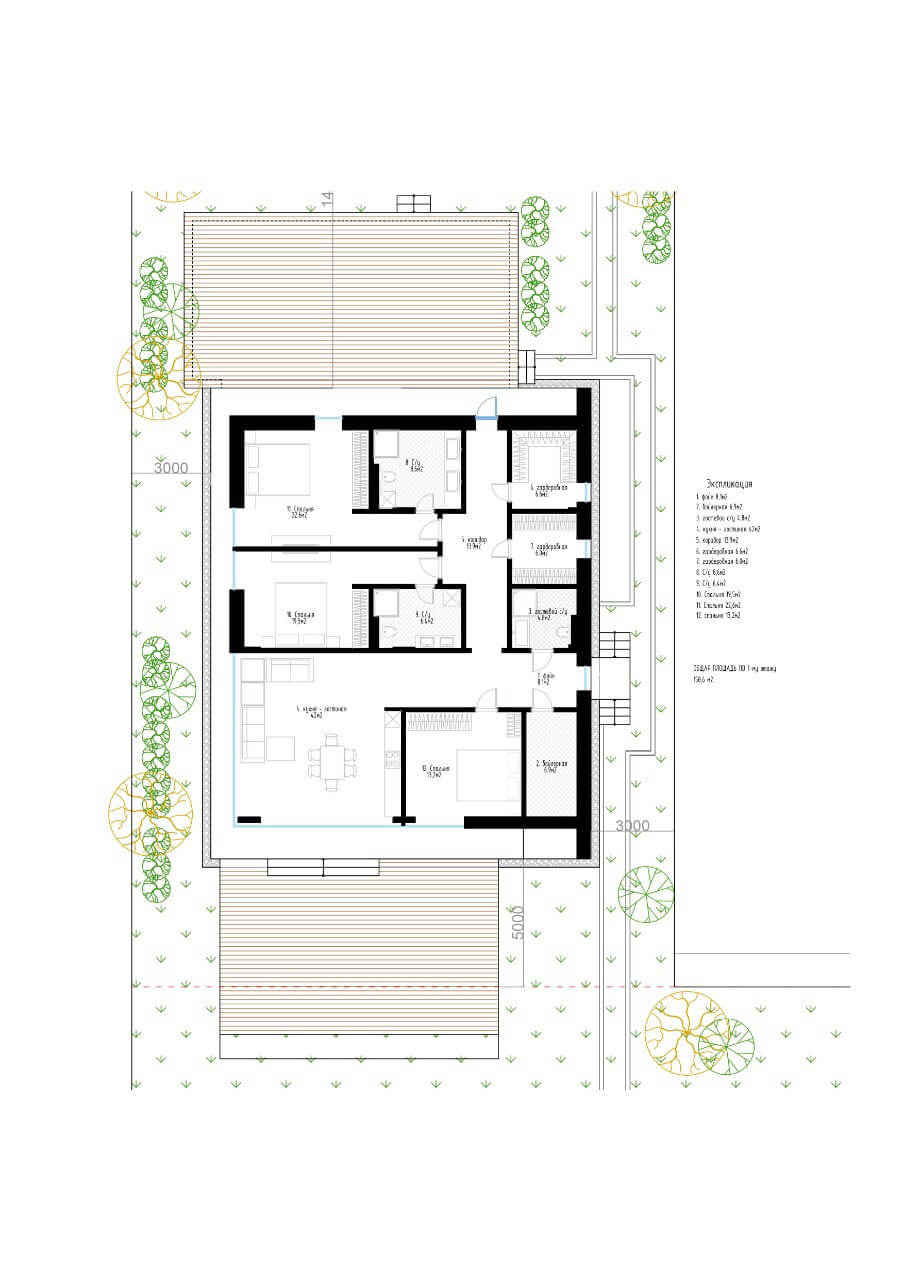 14
3000
8. С/у
8,6м2
6. гардеробная
6.6м2
11. Спальня
22,6м2
5. коридор
13,9м2
7. гардеробная
6,0м2
10. Спальня
19,5м2
9. С/у
6,4м2
3. гостевой с/у
4,8м2
1. фойе
8,1м2
4. кухня - гостиная
42м2
12. Спальня
13,2м2
2. Бойлерная
6,9м2
3000
5000
Экспликация
1. фойе 8,1м2
2. бойлерная 6,9м2
3. гостевой с/у 4,8м2
4. кухня - гостиная 42м2
5. коридор 13,9м2
6. гардеробная 6.6м2
7. гардеробная 6,0м2
8. С/у 8,6м2
9. С/у 6,4м2
10. Спальня 19,5м2
11. Спальня 22,6м2
12. спальня 13,2м2
ОБЩАЯ ПЛОЩАДЬ ПО 1-му этажу
158,6 м2